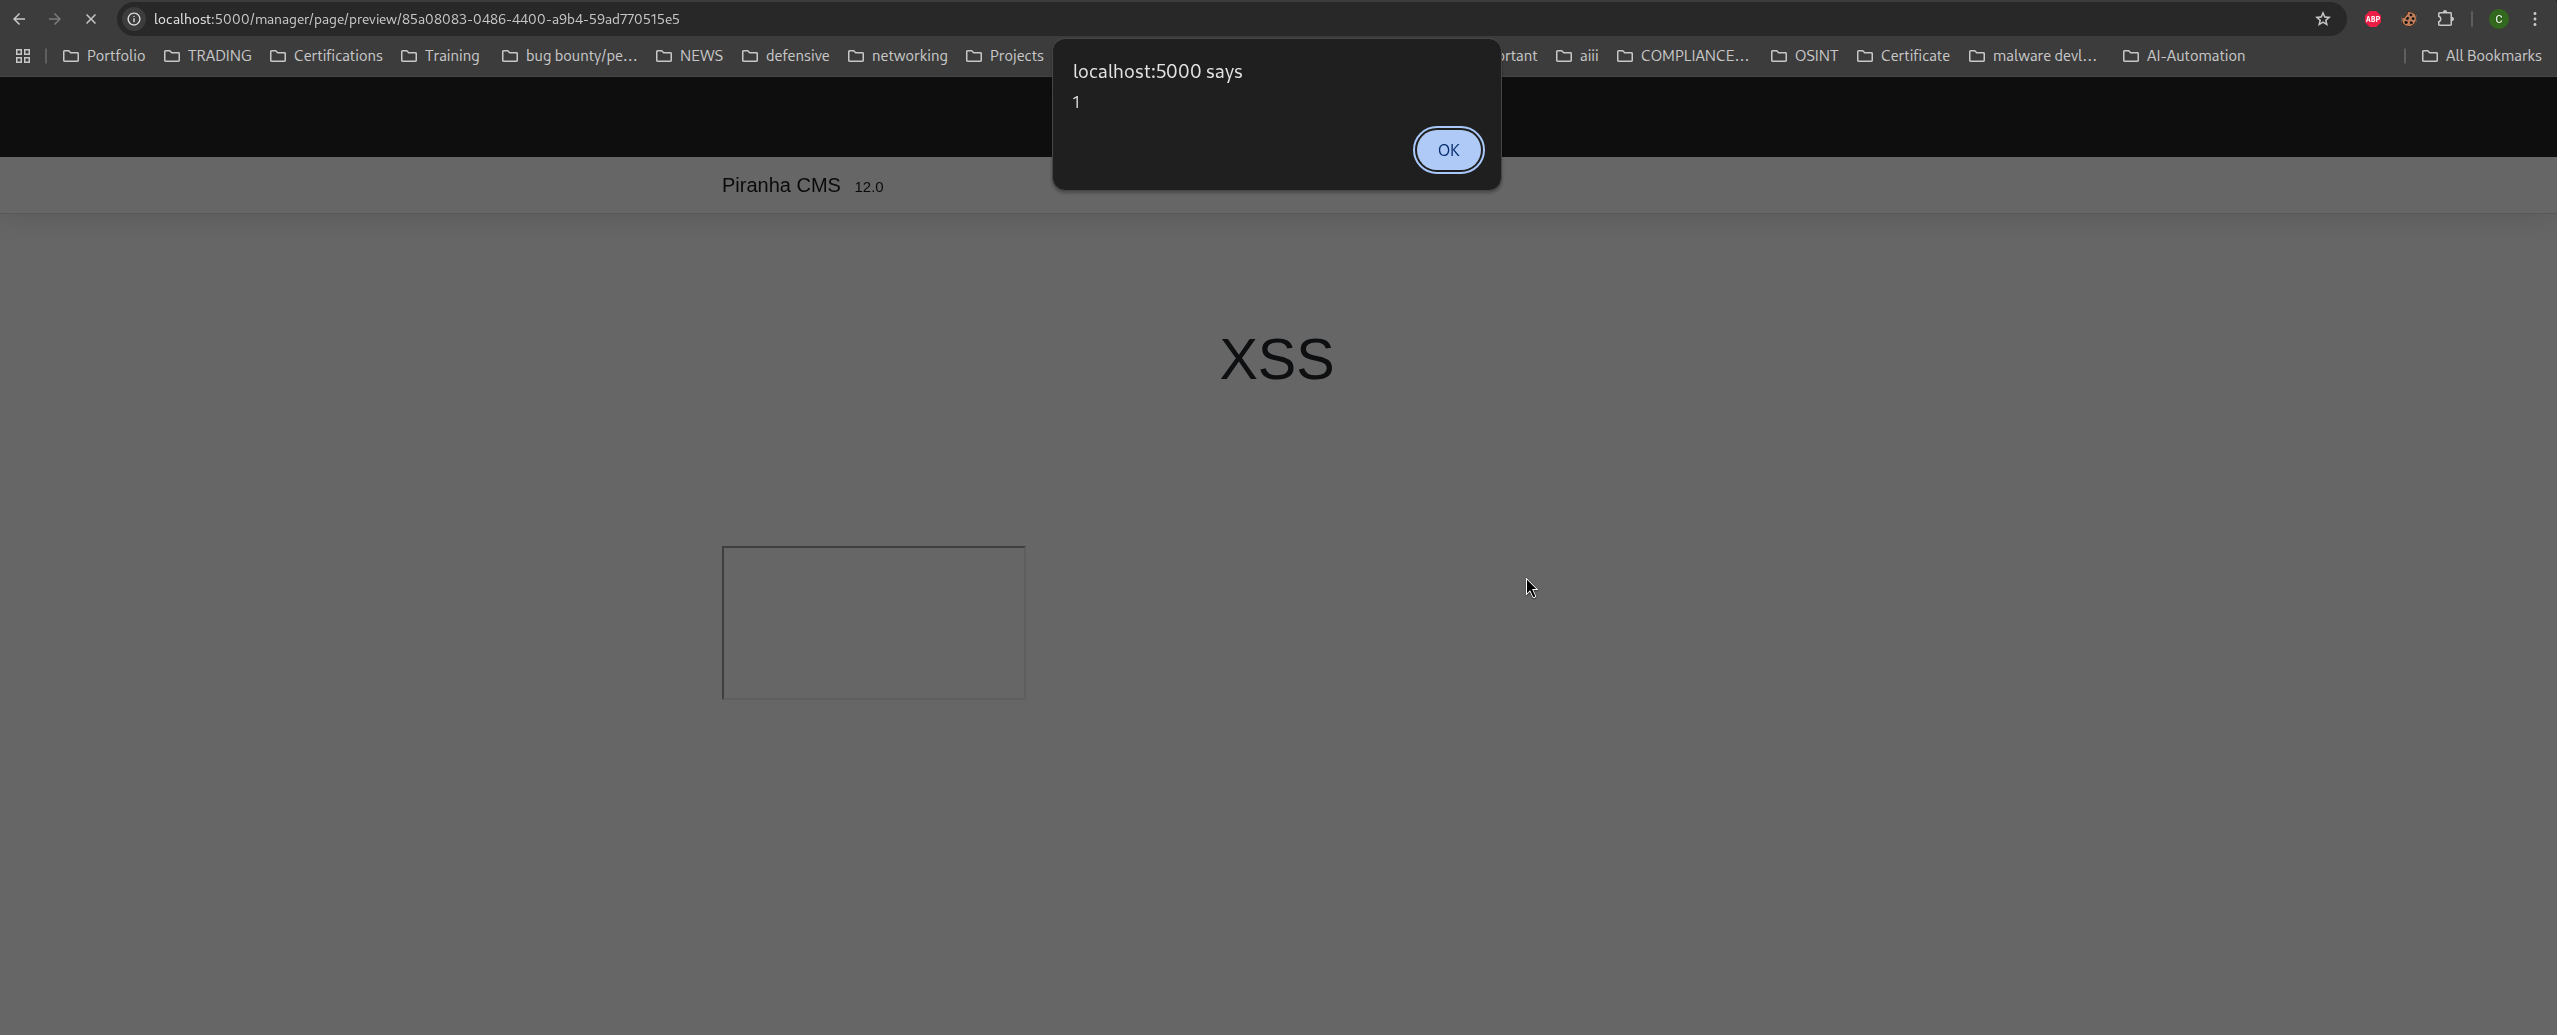 localhost:5000/manager/page/preview/85a08083-0486-4400-a9b4-59ad770515e5
ABP
C
Portfolio TRADING Certifications Training bug bounty/pe... NEWS defensive networking Projects ortant aiii COMPLIANCE... OSINT Certificate malware devl... AI-Automation All Bookmarks
localhost:5000 says
1
OK
Piranha CMS 12.0
XSS